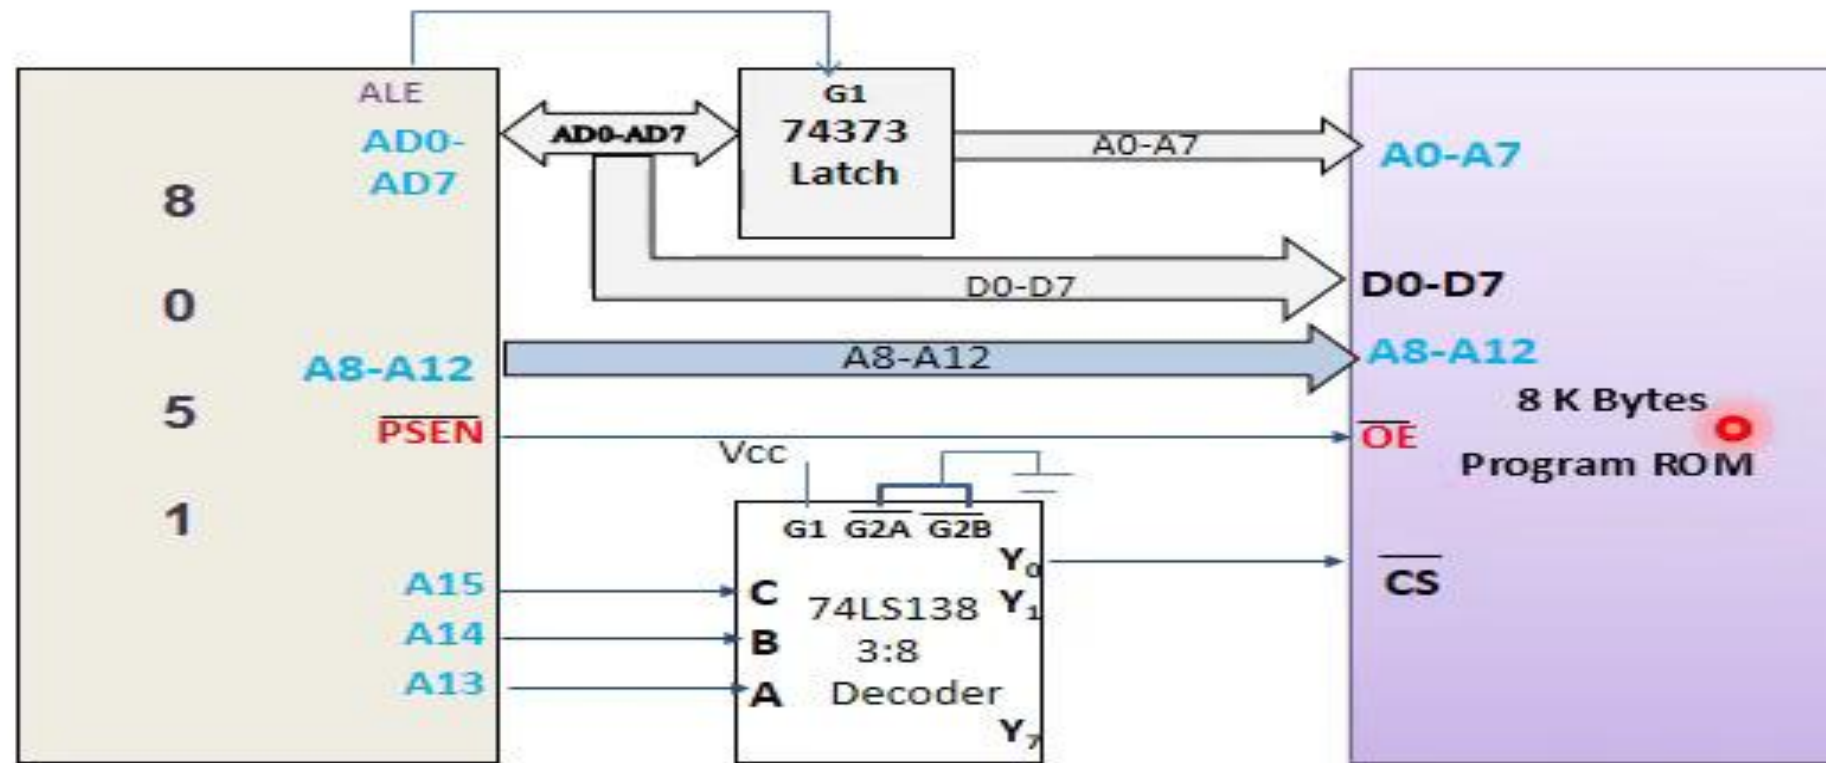 ALE
AD0-
AD7
8
0
5
1
A8-A12
PSEN
A15
A14
A13
AD0-AD7
G1
74373
Latch
A0-A7
D0-D7
A8-A12
Vcc
G1 G2A G2B
Y0
C
74LS138
Y1
B
3:8
A
Decoder
Y7
A0-A7
D0-D7
A8-A12
8 K Bytes
OE
Program ROM
CS